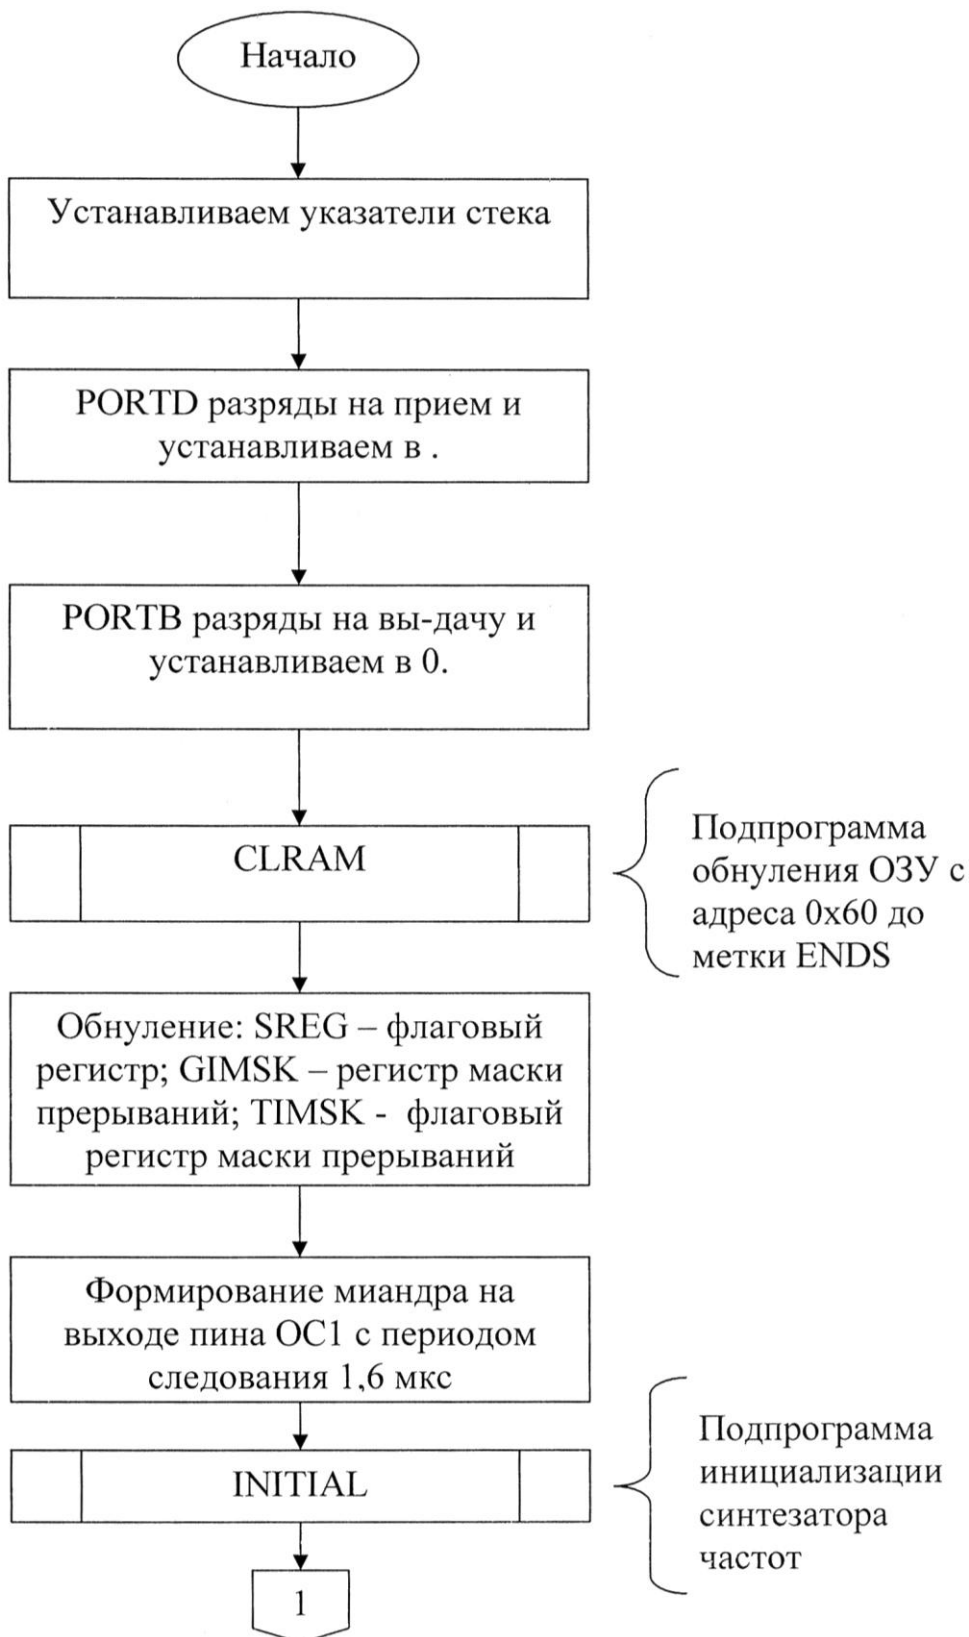 Начало
Устанавливаем указатели стека
PORTD разряды на прием и
устанавливаем в .
PORTB разряды на вы-дачу и
устанавливаем в 0.
CLRAM
Подпрограмма
обнуления ОЗУ с
адреса 0x60 до
метки ENDS
Обнуление: SREG – флаговый
регистр; GIMSK – регистр маски
прерываний; TIMSK - флаговый
регистр маски прерываний
Формирование миандра на
выходе пина OC1 с периодом
следования 1,6 мкс
INITIAL
Подпрограмма
инициализации
синтезатора
частот
1